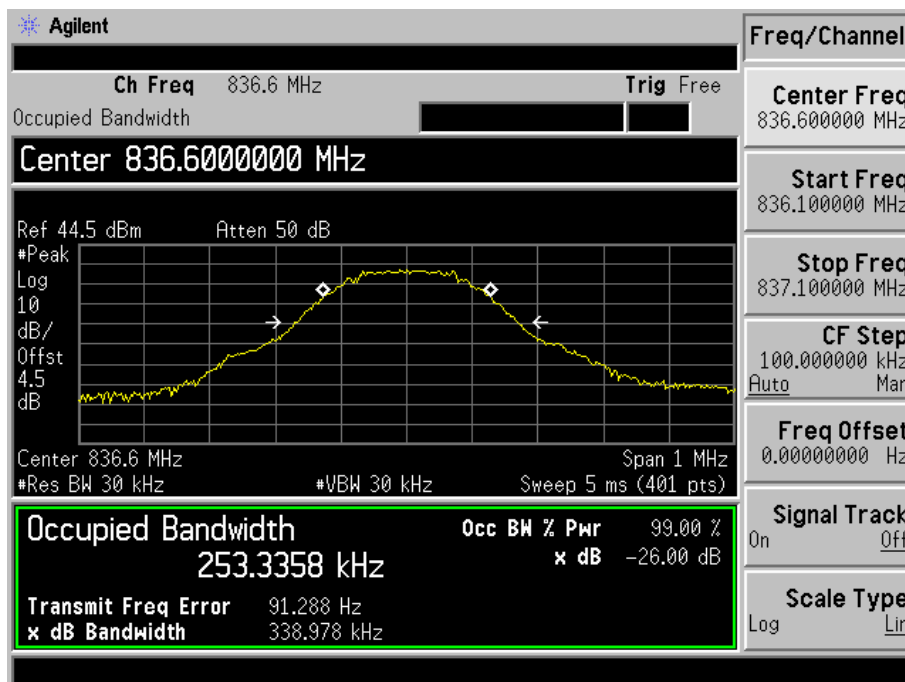 Agilent
Freq/Channel
Ch Freq 836.6 MHz Trig Free
Occupied Bandwidth
Center 836.6000000 MHz
Ref 44.5 dBm Atten 50 dB
#Peak
Log
10
dB/
Offst
4.5
dB
Center 836.6 MHz Span 1 MHz
#Res BW 30 kHz #VBW 30 kHz Sweep 5 ms (401 pts)
Occupied Bandwidth
253.3358 kHz
Occ BW % Pwr 99.00 %
x dB -26.00 dB
Transmit Freq Error 91.288 Hz
x dB Bandwidth 338.978 kHz
Center Freq
836.600000 MHz
Start Freq
836.100000 MHz
Stop Freq
837.100000 MHz
CF Step
100.000000 kHz
Auto Man
Freq Offset
0.00000000 Hz
Signal Track
On Off
Scale Type
Log Lin